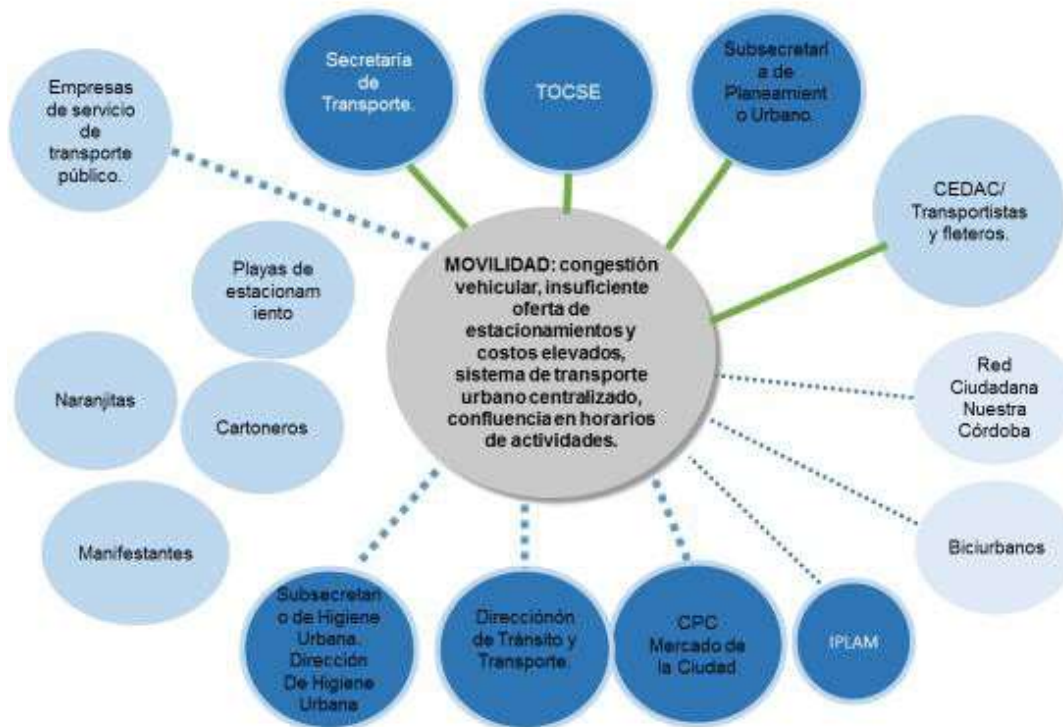 Empresas
de servicio
de
transporte
público.
Secretaría
de
Transporte.
TOCSE
Subsecretarí
a de
Planeamient
o Urbano.
CEDAC/
Transportistas
y fleteros.
Playas de
estacionam
iento
MOVILIDAD: congestión
vehicular, insuficiente
oferta de
estacionamientos y
costos elevados,
sistema de transporte
urbano centralizado,
confluencia en horarios
de actividades.
Naranjitas
Cartoneros
Red
Ciudadana
Nuestra
Córdoba
Manifestantes
Biciurbanos
Subsecretari
o de Higiene
Urbana.
Dirección
De Higiene
Urbana
Direcciónón
de Tránsito y
Transporte.
CPC
Mercado de
la Ciudad
IPLAM